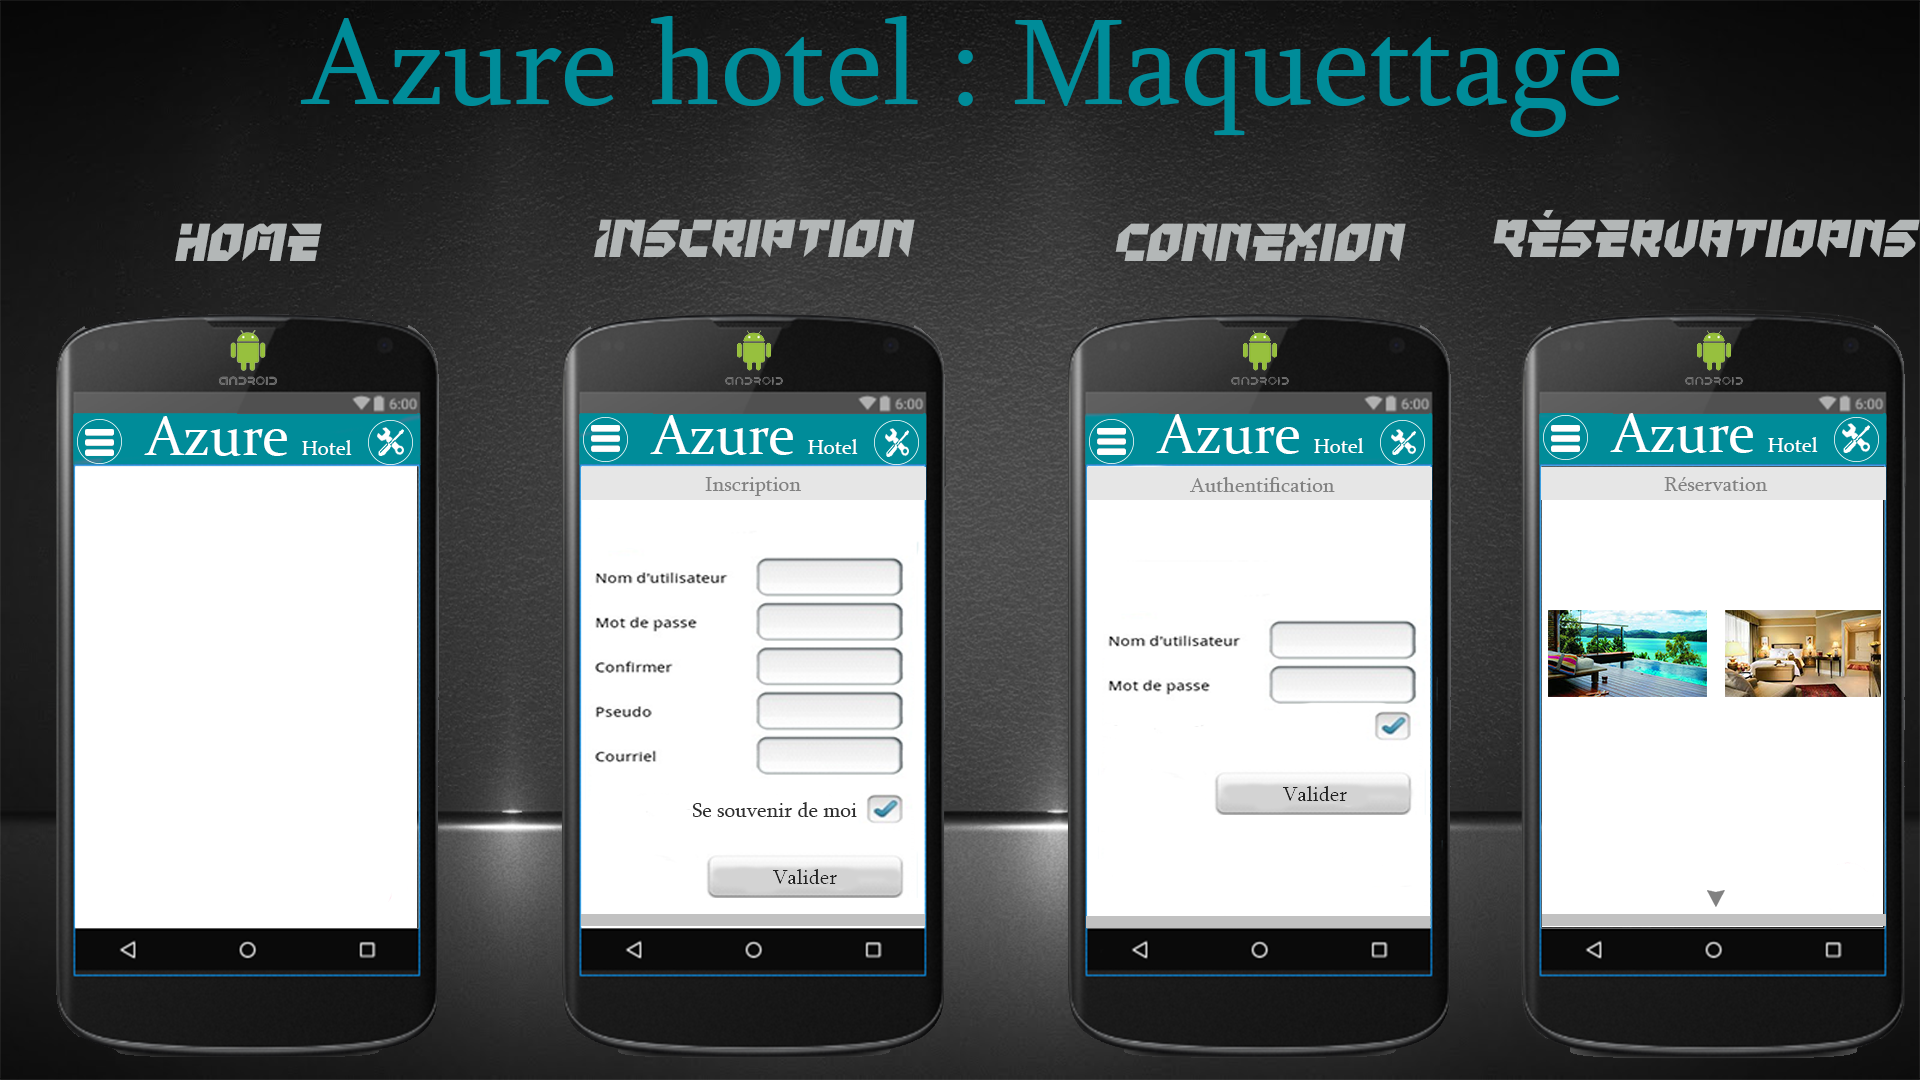 Azure hotel : Maquettage
HOME
INSCRIPTION
CONNEXION
RÉSERVATIOPNS
ANDROID
6:00
Azure Hotel
ANDROID
6:00
Azure Hotel
Inscription
Nom d'utilisateur
Mot de passe
Confirmer
Pseudo
Courriel
Se souvenir de moi
Valider
ANDROID
6:00
Azure Hotel
Authentification
Nom d'utilisateur
Mot de passe
Valider
ANDROID
6:00
Azure Hotel
Réservation